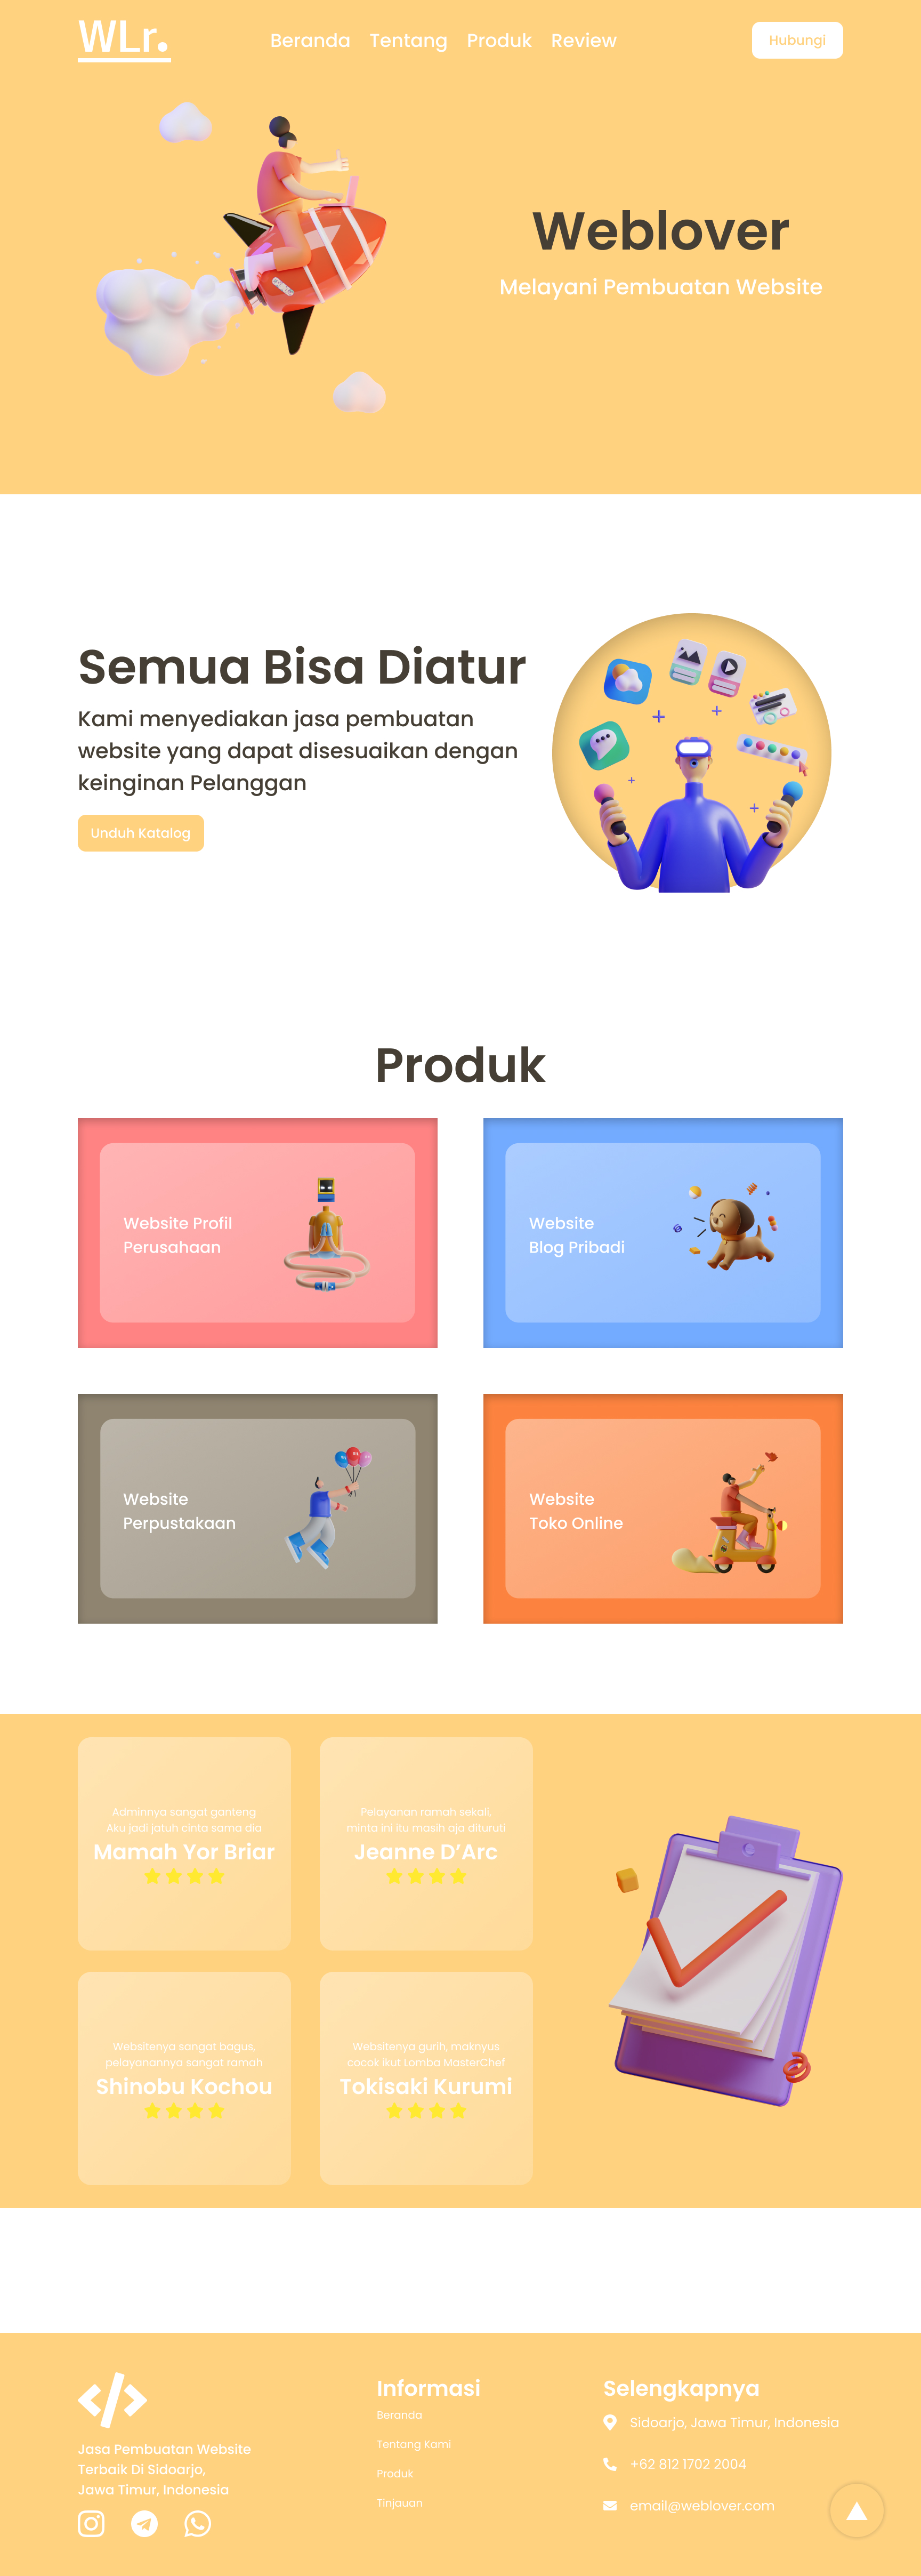 WLr.
Beranda Tentang Produk Review
Hubungi
Weblover
Melayani Pembuatan Website
Semua Bisa Diatur
Kami menyediakan jasa pembuatan
website yang dapat disesuaikan dengan
keinginan Pelanggan
Unduh Katalog
Produk
Website Profil
Perusahaan
Website
Blog Pribadi
Website
Perpustakaan
Website
Toko Online
Adminnya sangat ganteng
Aku jadi jatuh cinta sama dia
Mamah Yor Briar
Pelayanan ramah sekali,
minta ini itu masih aja dituruti
Jeanne D’Arc
Websitenya sangat bagus,
pelayanannya sangat ramah
Shinobu Kochou
Websitenya gurih, maknyus
cocok ikut Lomba MasterChef
Tokisaki Kurumi
Jasa Pembuatan Website
Terbaik Di Sidoarjo,
Jawa Timur, Indonesia
Informasi
Beranda
Tentang Kami
Produk
Tinjauan
Selengkapnya
Sidoarjo, Jawa Timur, Indonesia
+62 812 1702 2004
email@weblover.com